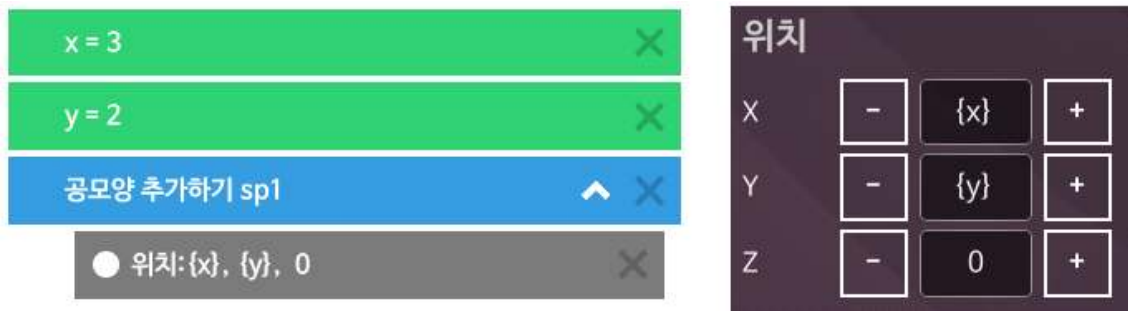 x = 3
y = 2
공모양 추가하기 sp1
위치: {x}, {y}, 0
위치
X - {x} +
Y - {y} +
Z - 0 +